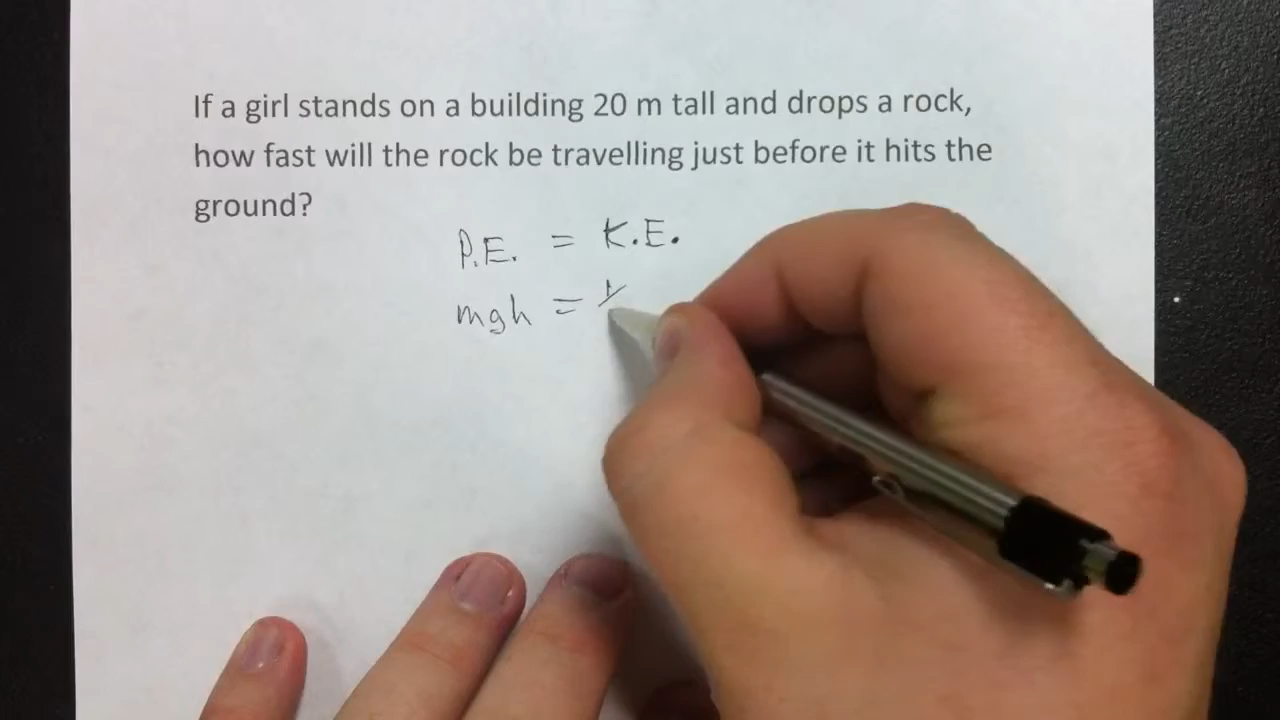 If a girl stands on a building 20 m tall and drops a rock,
how fast will the rock be travelling just before it hits the
ground?
P.E. = K.E.
mgh = 1/